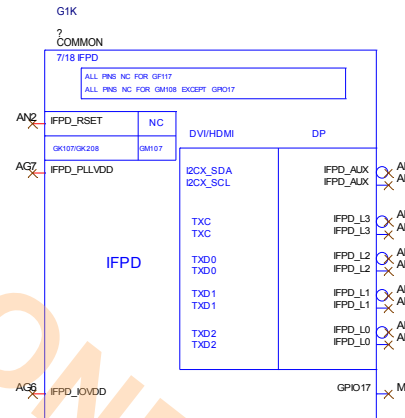 G1K
?
COMMON
7/18 IFPD
ALL PINS NC FOR GF117
ALL PINS NC FOR GM108 EXCEPT GPIO17
AN2 IFPD_RSET NC
DVI/HDMI DP
GK107/GK208 GM107
AG7 IFPD_PLLVDD I2CX_SDA IFPD_AUX
I2CX_SCL IFPD_AUX
TXC IFPD_L3
TXC IFPD_L3
TXD0 IFPD_L2
TXD0 IFPD_L2
IFPD
TXD1 IFPD_L1
TXD1 IFPD_L1
TXD2 IFPD_L0
TXD2 IFPD_L0
AG6 IFPD_IOVDD GPIO17 M